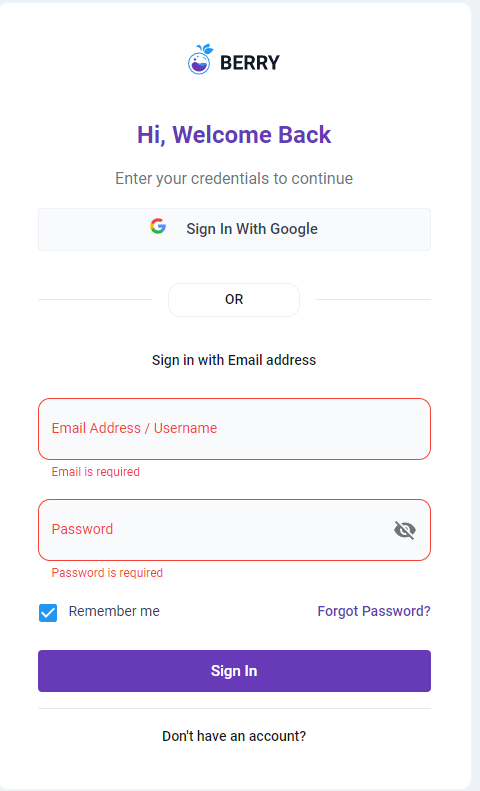 BERRY
Hi, Welcome Back
Enter your credentials to continue
Sign In With Google
OR
Sign in with Email address
Email Address / Username
Email is required
Password
Password is required
Remember me Forgot Password?
Sign In
Don't have an account?